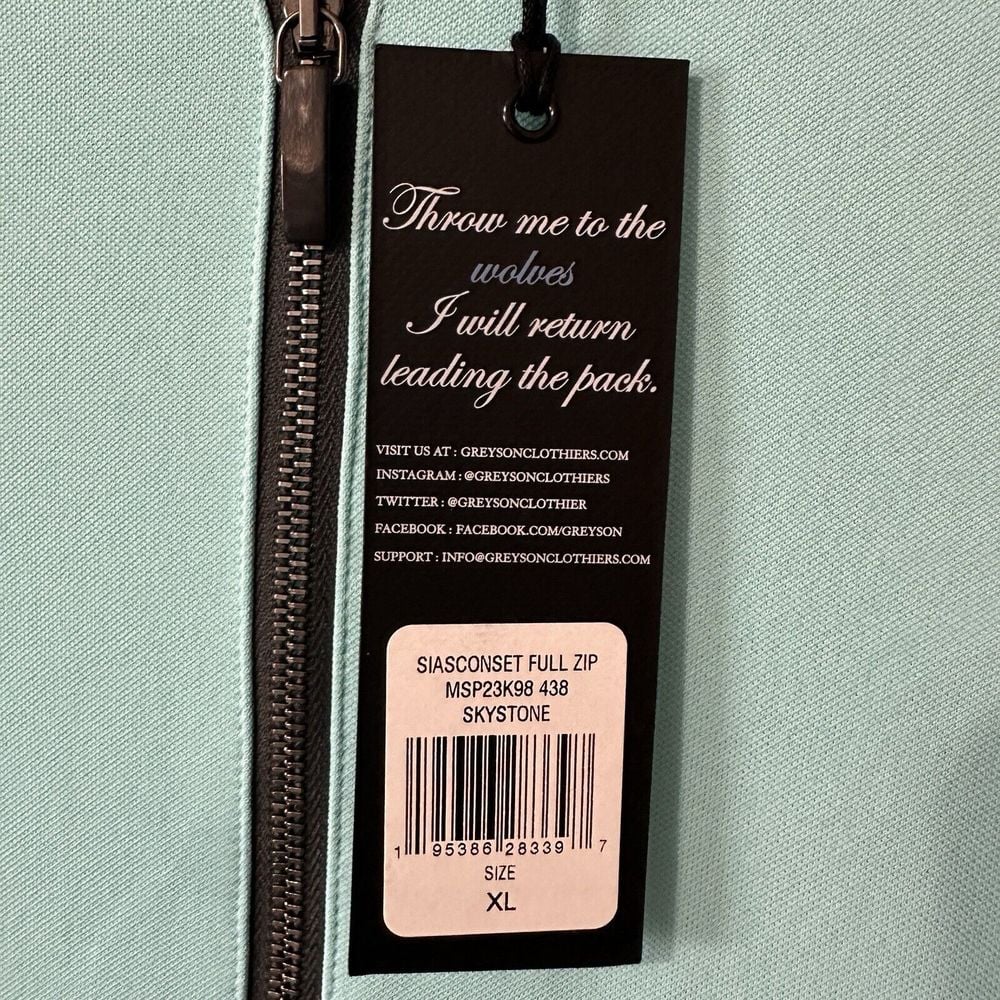 Throw me to the
wolves
I will return
leading the pack.
VISIT US AT : GREYSONCLOTHIERS.COM
INSTAGRAM : @GREYSONCLOTHIERS
TWITTER : @GREYSONCLOTHIER
FACEBOOK : FACEBOOK.COM/GREYSON
SUPPORT : INFO@GREYSONCLOTHIERS.COM
SIASCONSET FULL ZIP
MSP23K98 438
SKYSTONE
1 95386 28339 7
SIZE
XL